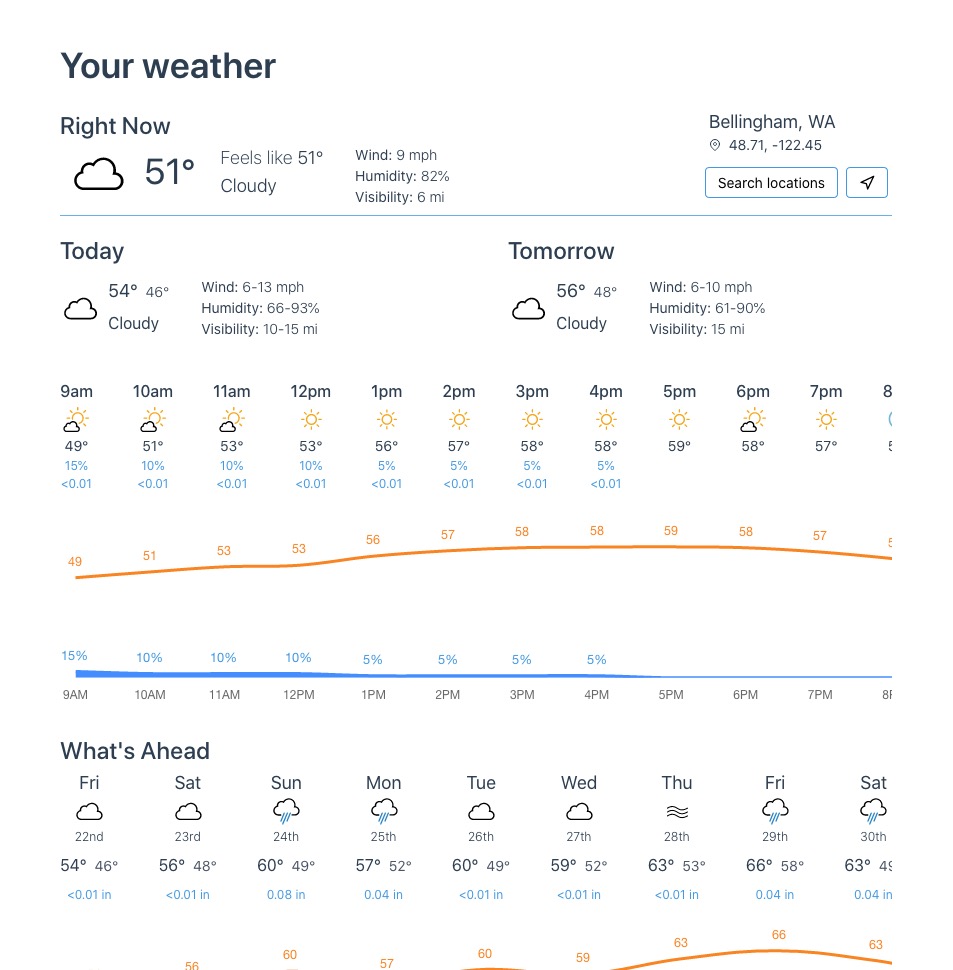 Your weather
Right Now
51°
Feels like 51°
Cloudy
Wind: 9 mph
Humidity: 82%
Visibility: 6 mi
Bellingham, WA
48.71, -122.45
Search locations
Today
54° 46°
Cloudy
Wind: 6-13 mph
Humidity: 66-93%
Visibility: 10-15 mi
Tomorrow
56° 48°
Cloudy
Wind: 6-10 mph
Humidity: 61-90%
Visibility: 15 mi
9am 10am 11am 12pm 1pm 2pm 3pm 4pm 5pm 6pm 7pm 8
49° 51° 53° 53° 56° 57° 58° 58° 59° 58° 57°
15% 10% 10% 10% 5% 5% 5% 5%
<0.01 <0.01 <0.01 <0.01 <0.01 <0.01 <0.01 <0.01
49 51 53 53 56 57 58 58 59 58 57
15% 10% 10% 10% 5% 5% 5% 5%
9AM 10AM 11AM 12PM 1PM 2PM 3PM 4PM 5PM 6PM 7PM
What's Ahead
Fri Sat Sun Mon Tue Wed Thu Fri Sat
22nd 23rd 24th 25th 26th 27th 28th 29th 30th
54° 46° 56° 48° 60° 49° 57° 52° 60° 49° 59° 52° 63° 53° 66° 58° 63° 49
<0.01 in <0.01 in 0.08 in 0.04 in <0.01 in <0.01 in <0.01 in 0.04 in 0.04 in
56 60 57 60 59 63 66 63